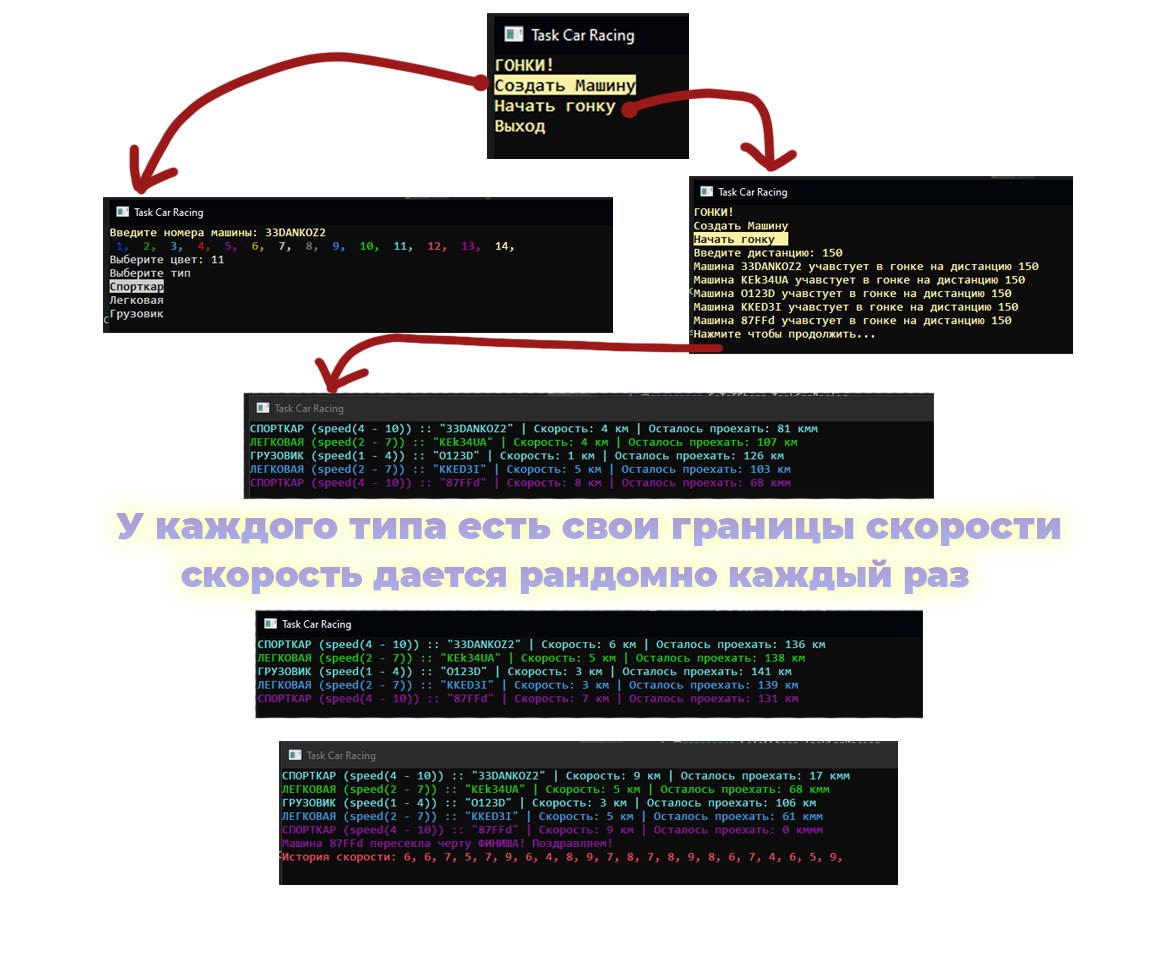 Task Car Racing
ГОНКИ!
Создать Машину
Начать гонку
Выход
Task Car Racing
Введите номера машины: 33DANKOZ2
1, 2, 3, 4, 5, 6, 7, 8, 9, 10, 11, 12, 13, 14,
Выберите цвет: 11
Выберите тип
Спорткар
Легковая
Грузовик
Task Car Racing
ГОНКИ!
Создать Машину
Начать гонку
Введите дистанцию: 150
Машина 33DANKOZ2 учавстует в гонке на дистанцию 150
Машина KEk34UA учавстует в гонке на дистанцию 150
Машина O123D учавстует в гонке на дистанцию 150
Машина KKED3I учавстует в гонке на дистанцию 150
Машина 87FFd учавстует в гонке на дистанцию 150
Нажмите чтобы продолжить...
Task Car Racing
СПОРТКАР (speed(4 - 10)) :: "33DANKOZ2" | Скорость: 4 км | Осталось проехать: 81 кмм
ЛЕГКОВАЯ (speed(2 - 7)) :: "KEk34UA" | Скорость: 4 км | Осталось проехать: 107 км
ГРУЗОВИК (speed(1 - 4)) :: "O123D" | Скорость: 1 км | Осталось проехать: 126 км
ЛЕГКОВАЯ (speed(2 - 7)) :: "KKED3I" | Скорость: 5 км | Осталось проехать: 103 км
СПОРТКАР (speed(4 - 10)) :: "87FFd" | Скорость: 8 км | Осталось проехать: 68 кмм
У каждого типа есть свои границы скорости
скорость дается рандомно каждый раз
Task Car Racing
СПОРТКАР (speed(4 - 10)) :: "33DANKOZ2" | Скорость: 6 км | Осталось проехать: 136 км
ЛЕГКОВАЯ (speed(2 - 7)) :: "KEk34UA" | Скорость: 5 км | Осталось проехать: 138 км
ГРУЗОВИК (speed(1 - 4)) :: "O123D" | Скорость: 3 км | Осталось проехать: 141 км
ЛЕГКОВАЯ (speed(2 - 7)) :: "KKED3I" | Скорость: 3 км | Осталось проехать: 139 км
СПОРТКАР (speed(4 - 10)) :: "87FFd" | Скорость: 7 км | Осталось проехать: 131 км
Task Car Racing
СПОРТКАР (speed(4 - 10)) :: "33DANKOZ2" | Скорость: 9 км | Осталось проехать: 17 кмм
ЛЕГКОВАЯ (speed(2 - 7)) :: "KEk34UA" | Скорость: 5 км | Осталось проехать: 68 кмм
ГРУЗОВИК (speed(1 - 4)) :: "O123D" | Скорость: 3 км | Осталось проехать: 106 км
ЛЕГКОВАЯ (speed(2 - 7)) :: "KKED3I" | Скорость: 5 км | Осталось проехать: 61 кмм
СПОРТКАР (speed(4 - 10)) :: "87FFd" | Скорость: 9 км | Осталось проехать: 0 кммм
Машина 87FFd пересекла черту ФИНИША! Поздравляем!
История скорости: 6, 6, 7, 5, 7, 9, 6, 4, 8, 9, 7, 8, 7, 8, 9, 8, 6, 7, 4, 6, 5, 9,